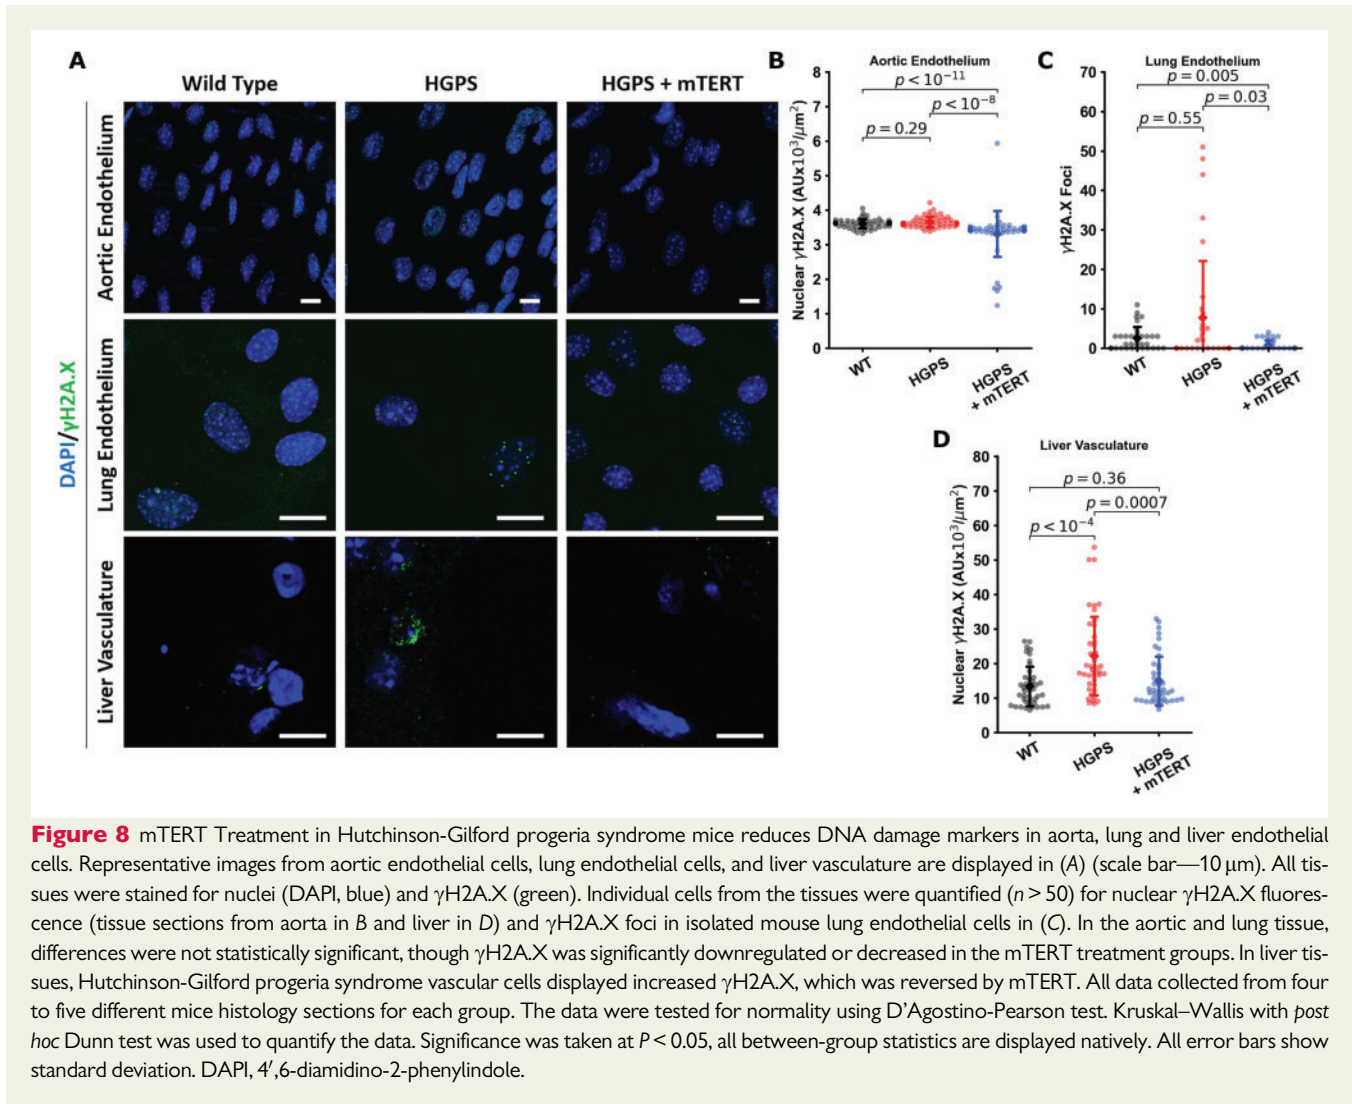 A
Wild Type
HGPS
HGPS + mTERT
DAPI/γH2A.X
Aortic Endothelium
Lung Endothelium
Liver Vasculature
B
Aortic Endothelium
p < 10⁻¹¹
p < 10⁻⁸
p = 0.29
Nuclear γH2A.X (AUx10³/μm²)
8
7
6
5
4
3
2
1
0
WT
HGPS
HGPS
+ mTERT
C
Lung Endothelium
p = 0.005
p = 0.03
p = 0.55
γH2A.X Foci
70
60
50
40
30
20
10
0
WT
HGPS
HGPS
+ mTERT
D
Liver Vasculature
p = 0.36
p = 0.0007
p < 10⁻⁴
Nuclear γH2A.X (AUx10³/μm²)
80
70
60
50
40
30
20
10
0
WT
HGPS
HGPS
+ mTERT
Figure 8 mTERT Treatment in Hutchinson-Gilford progeria syndrome mice reduces DNA damage markers in aorta, lung and liver endothelial
cells. Representative images from aortic endothelial cells, lung endothelial cells, and liver vasculature are displayed in (A) (scale bar—10 μm). All tis-
sues were stained for nuclei (DAPI, blue) and γH2A.X (green). Individual cells from the tissues were quantified (n > 50) for nuclear γH2A.X fluores-
cence (tissue sections from aorta in B and liver in D) and γH2A.X foci in isolated mouse lung endothelial cells in (C). In the aortic and lung tissue,
differences were not statistically significant, though γH2A.X was significantly downregulated or decreased in the mTERT treatment groups. In liver tis-
sues, Hutchinson-Gilford progeria syndrome vascular cells displayed increased γH2A.X, which was reversed by mTERT. All data collected from four
to five different mice histology sections for each group. The data were tested for normality using D'Agostino-Pearson test. Kruskal–Wallis with post
hoc Dunn test was used to quantify the data. Significance was taken at P < 0.05, all between-group statistics are displayed natively. All error bars show
standard deviation. DAPI, 4′,6-diamidino-2-phenylindole.